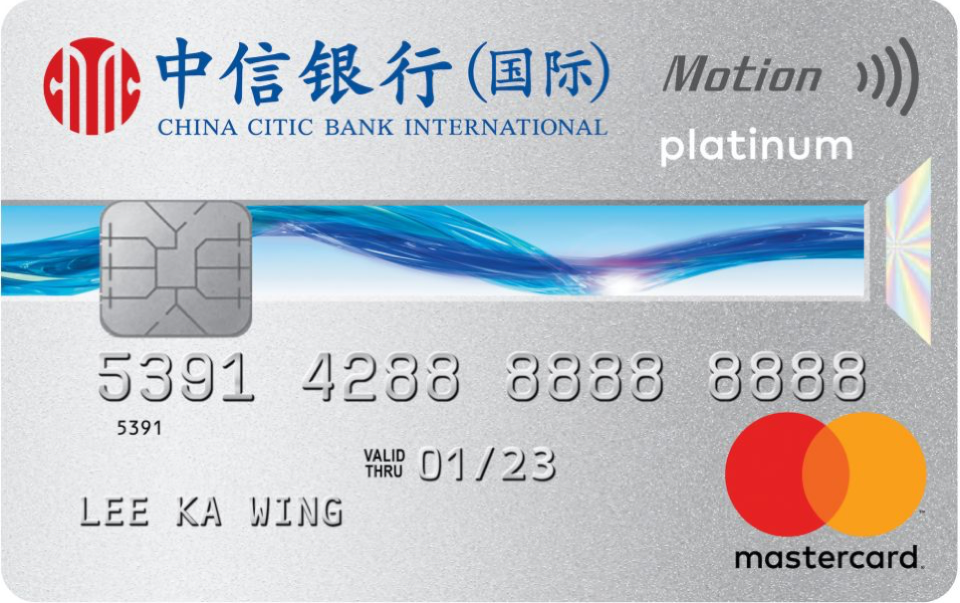 中信银行(国际)
CHINA CITIC BANK INTERNATIONAL
Motion
platinum
5391 4288 8888 8888
5391
VALID THRU 01/23
LEE KA WING
mastercard.